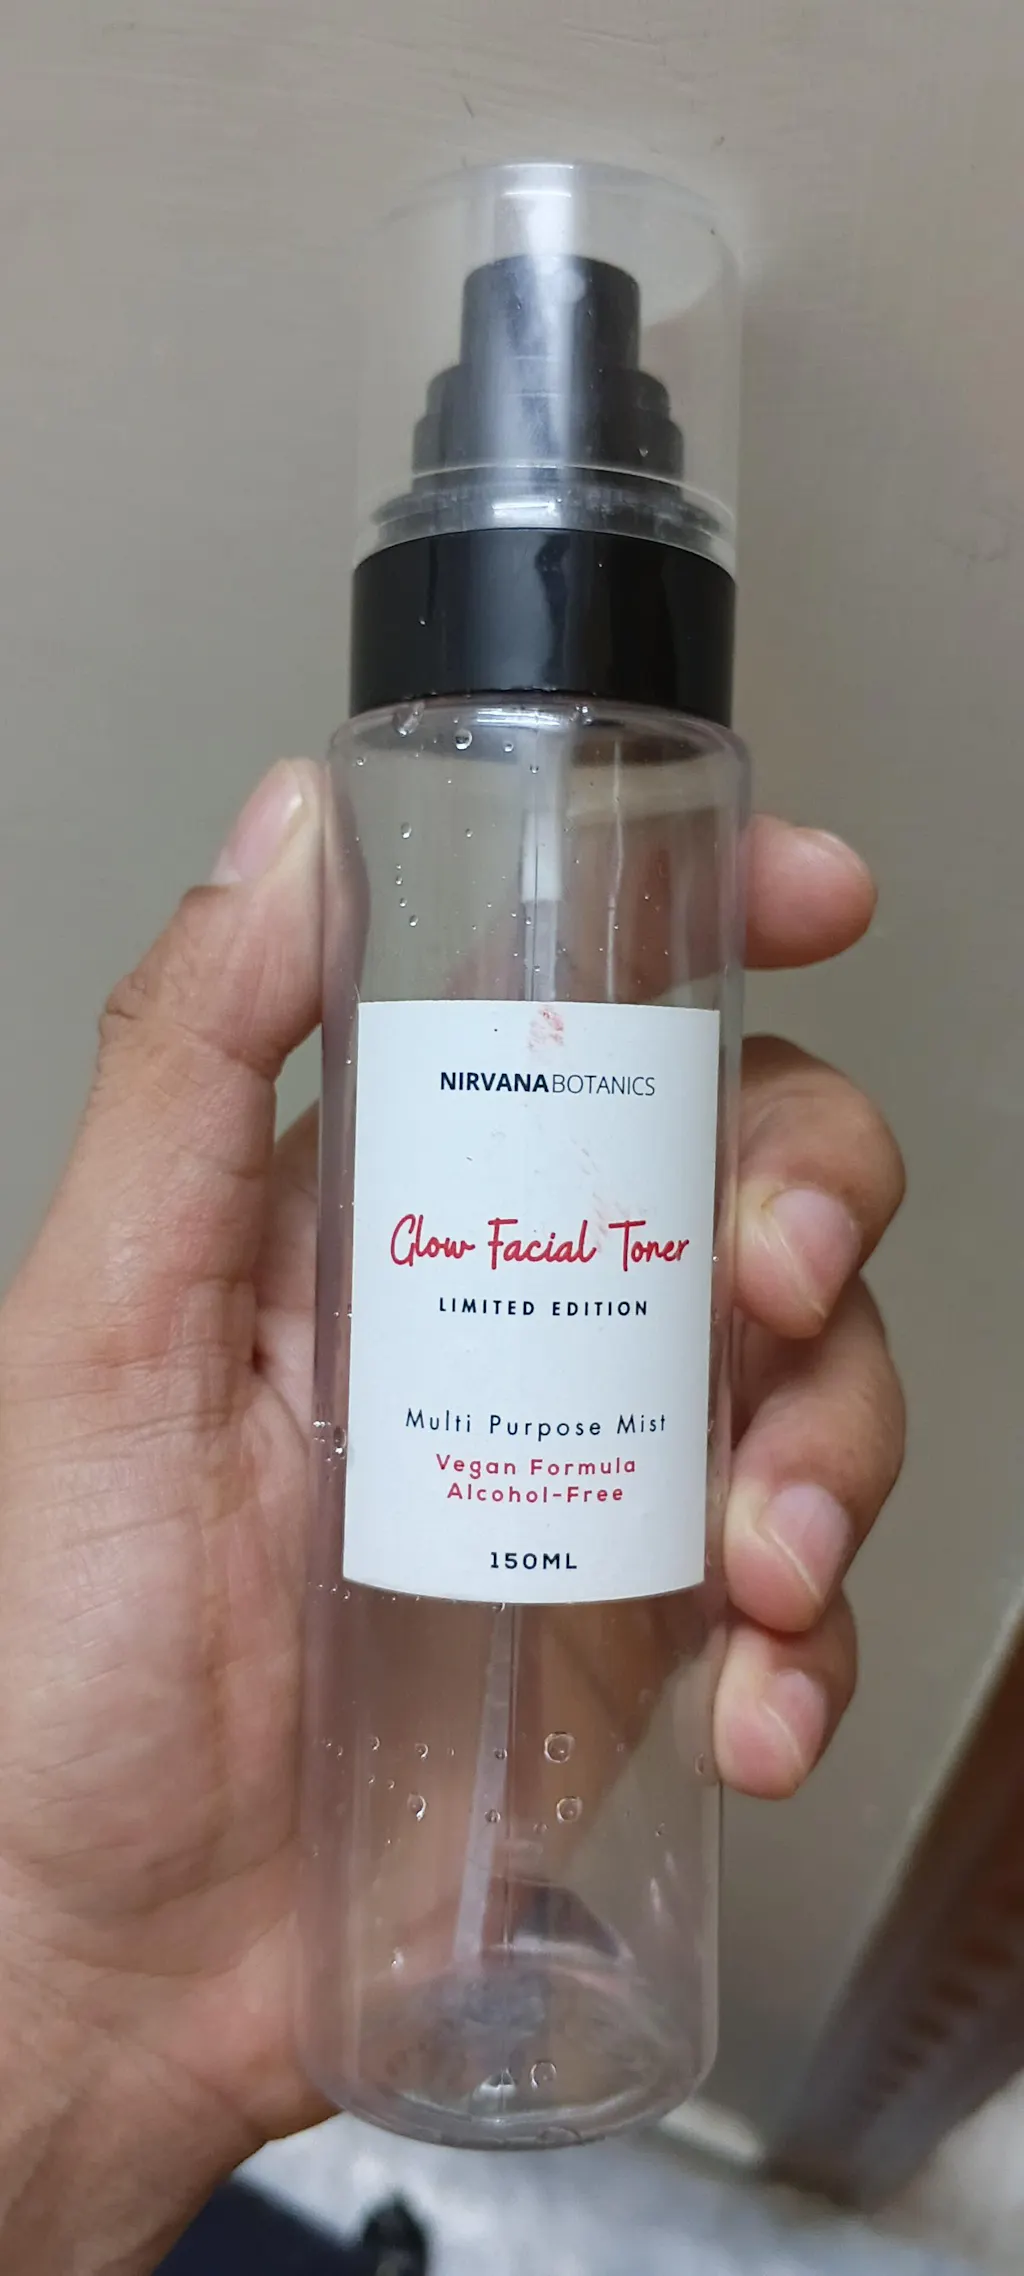 NIRVANABOTANICS
Glow Facial Toner
LIMITED EDITION
Multi Purpose Mist
Vegan Formula
Alcohol-Free
150ML